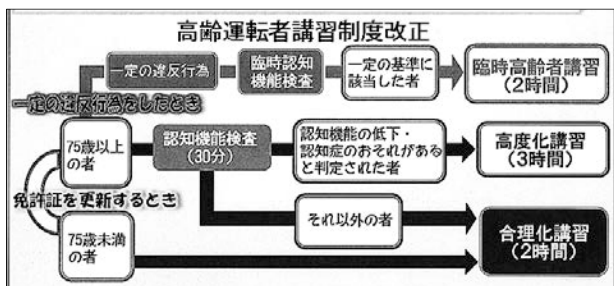 高齢運転者講習制度改正
一定の違反行為
臨時認知
機能検査
一定の基準に
該当した者
臨時高齢者講習
(2時間)
一定の違反行為をしたとき
75歳以上
の者
認知機能検査
(30分)
認知機能の低下・
認知症のおそれがある
と判定された者
高度化講習
(3時間)
免許証を更新するとき
それ以外の者
75歳未満
の者
合理化講習
(2時間)